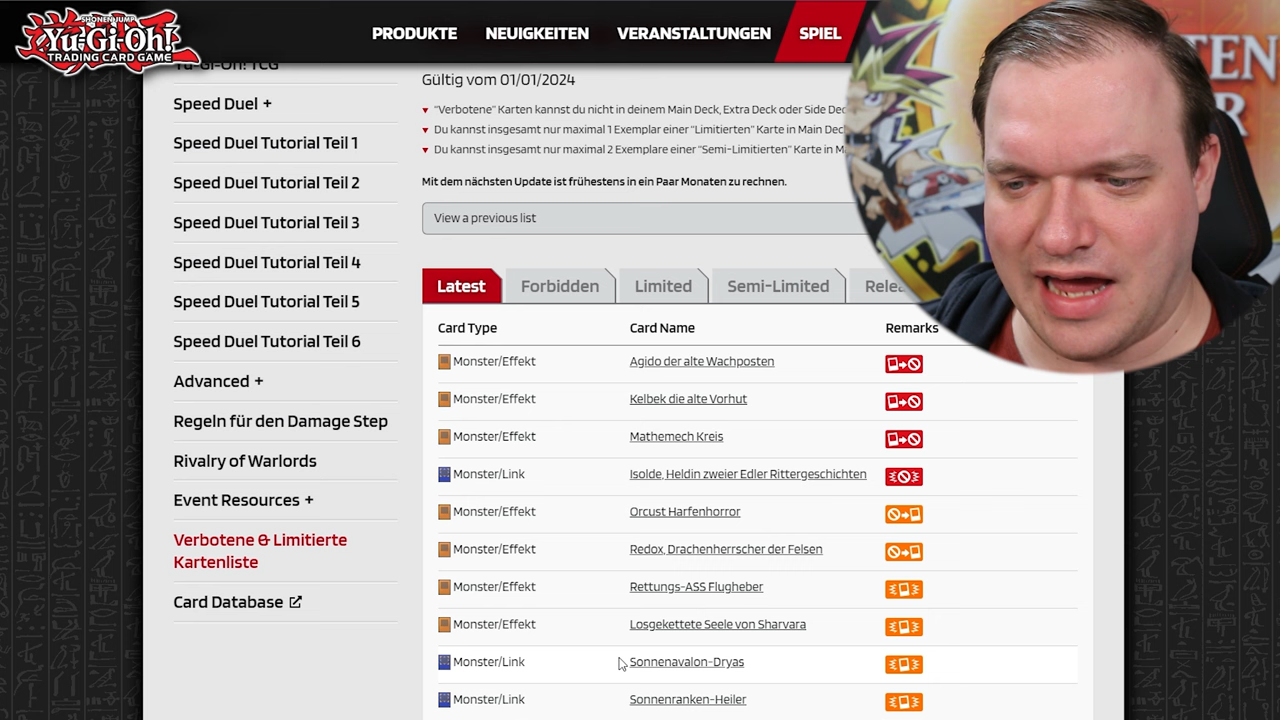 SHONEN JUMP
Yu-Gi-Oh!
TRADING CARD GAME
PRODUKTE
NEUIGKEITEN
VERANSTALTUNGEN
SPIEL
Yu-Gi-Oh! TCG
Speed Duel +
Speed Duel Tutorial Teil 1
Speed Duel Tutorial Teil 2
Speed Duel Tutorial Teil 3
Speed Duel Tutorial Teil 4
Speed Duel Tutorial Teil 5
Speed Duel Tutorial Teil 6
Advanced +
Regeln für den Damage Step
Rivalry of Warlords
Event Resources +
Verbotene & Limitierte
Kartenliste
Card Database
Gültig vom 01/01/2024
"Verbotene" Karten kannst du nicht in deinem Main Deck, Extra Deck oder Side Dec
Du kannst insgesamt nur maximal 1 Exemplar einer "Limitierten" Karte in Main Deck
Du kannst insgesamt nur maximal 2 Exemplare einer "Semi-Limitierten" Karte in M
Mit dem nächsten Update ist frühestens in ein Paar Monaten zu rechnen.
View a previous list
Latest Forbidden Limited Semi-Limited Relea
Card Type Card Name Remarks
Monster/Effekt Agido der alte Wachposten
Monster/Effekt Kelbek die alte Vorhut
Monster/Effekt Mathemech Kreis
Monster/Link Isolde, Heldin zweier Edler Rittergeschichten
Monster/Effekt Orcust Harfenhorror
Monster/Effekt Redox, Drachenherrscher der Felsen
Monster/Effekt Rettungs-ASS Flugheber
Monster/Effekt Losgekettete Seele von Sharvara
Monster/Link Sonnenavalon-Dryas
Monster/Link Sonnenranken-Heiler